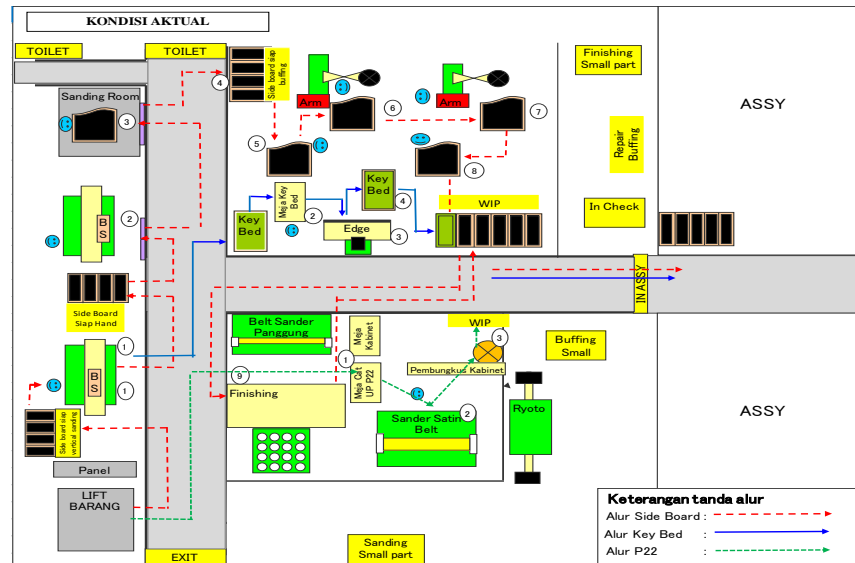 KONDISI AKTUAL
TOILET
TOILET
Sanding Room
3
4
Side board siap
buffing
Arm
6
Arm
7
5
8
Finishing
Small part
ASSY
Repair
Buffing
In Check
B
S
2
Key
Bed
Meja Key
Bed
2
Key
Bed
4
Edge
3
WIP
Side Board
Siap Hand
IN ASSY
1
B
S
1
Side board siap
vertical sanding
Panel
LIFT
BARANG
EXIT
Belt Sander
Panggung
Meja
Kabinet
1
Meja Cat
UP P22
9
Finishing
WIP
3
Pembungkus Kabinet
Buffing
Small
2
Sander Satin
Belt
Ryoto
ASSY
Sanding
Small part
Keterangan tanda alur
Alur Side Board :
Alur Key Bed :
Alur P22 :